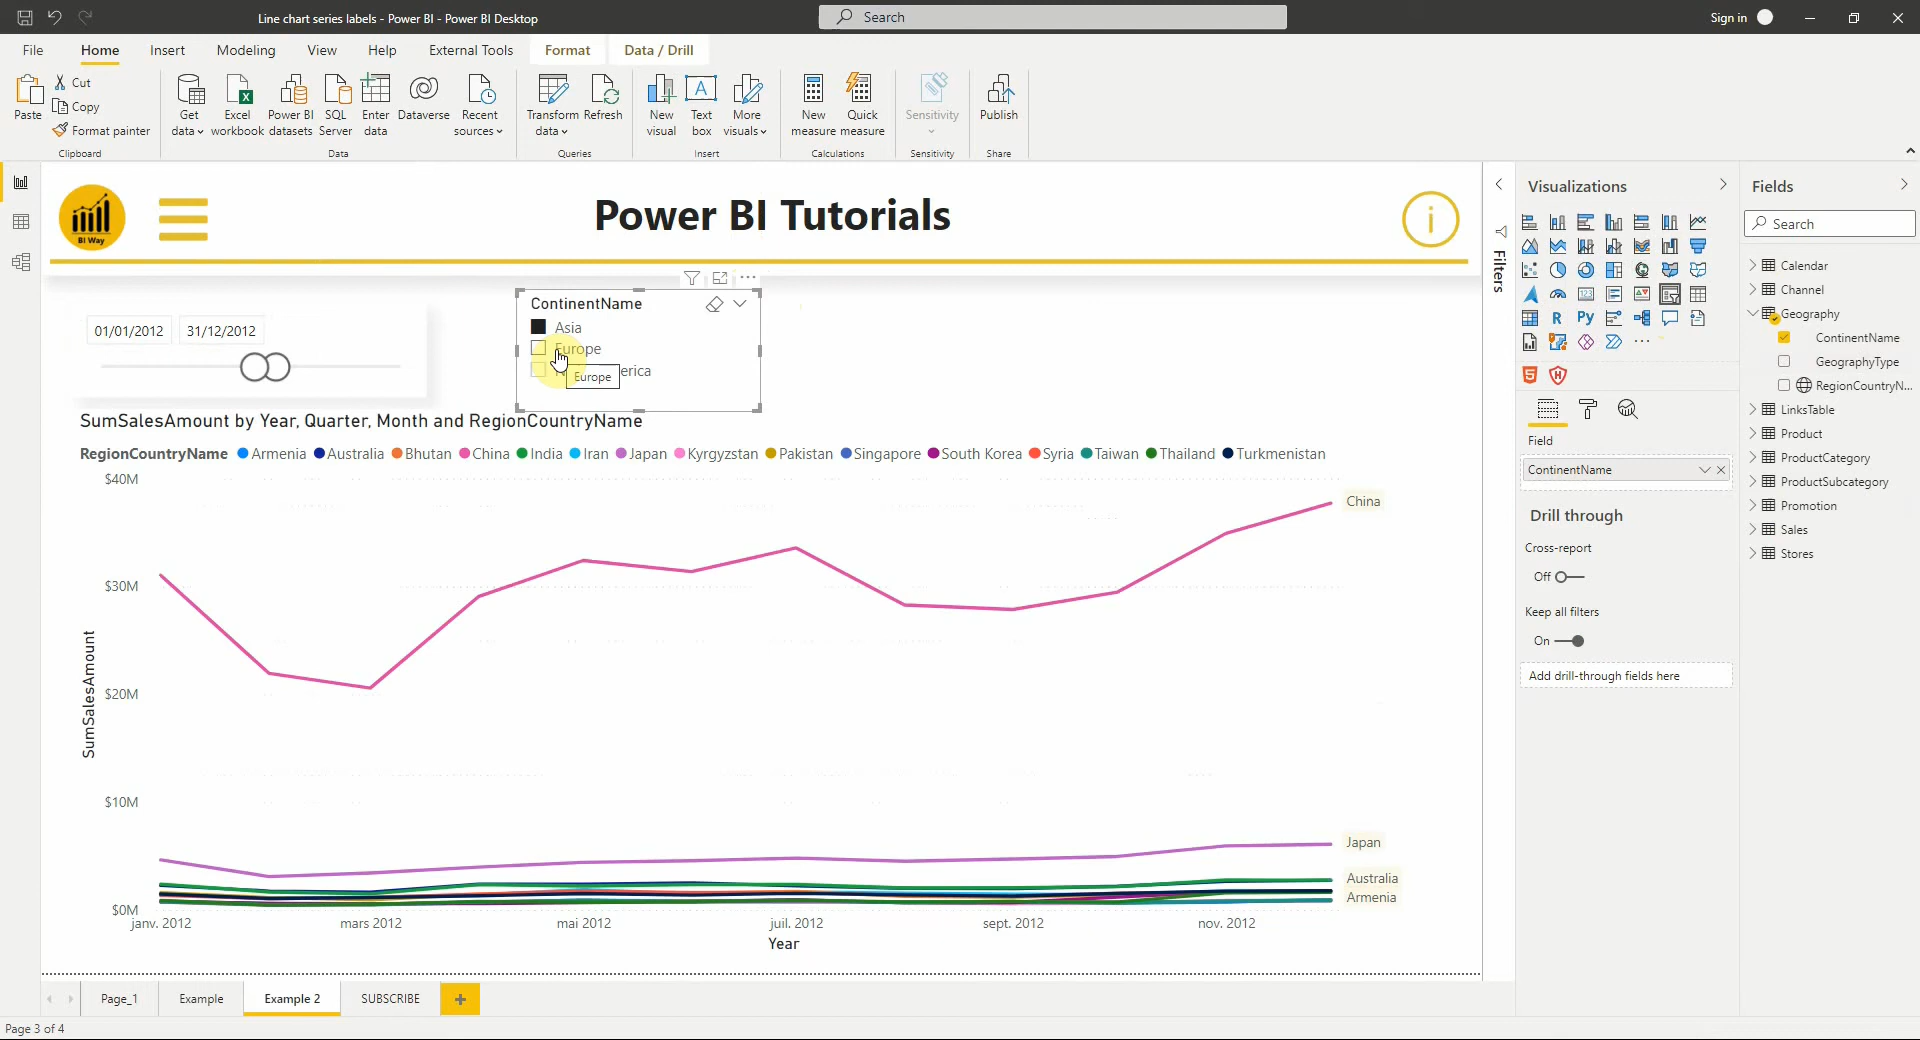 Line chart series labels - Power BI - Power BI Desktop
Search
Sign in
File Home Insert Modeling View Help External Tools Format Data / Drill
Paste
Cut
Copy
Format painter
Clipboard
Get data
Excel workbook
Power BI datasets
SQL Server
Enter data
Dataverse
Recent sources
Data
Transform data
Refresh
Queries
New visual
Text box
More visuals
Insert
New measure
Quick measure
Calculations
Sensitivity
Sensitivity
Publish
Share
BI Way
Power BI Tutorials
i
01/01/2012 31/12/2012
ContinentName
Asia
Europe
erica
Europe
SumSalesAmount by Year, Quarter, Month and RegionCountryName
RegionCountryName Armenia Australia Bhutan China India Iran Japan Kyrgyzstan Pakistan Singapore South Korea Syria Taiwan Thailand Turkmenistan
$40M
$30M
$20M
$10M
$0M
SumSalesAmount
China
Japan
Australia
Armenia
janv. 2012 mars 2012 mai 2012 juil. 2012 sept. 2012 nov. 2012
Year
Page_1 Example Example 2 SUBSCRIBE +
Page 3 of 4
Filters
Visualizations
R
Py
Field
ContinentName
Drill through
Cross-report
Off
Keep all filters
On
Add drill-through fields here
Fields
Search
Calendar
Channel
Geography
ContinentName
GeographyType
RegionCountryN...
LinksTable
Product
ProductCategory
ProductSubcategory
Promotion
Sales
Stores